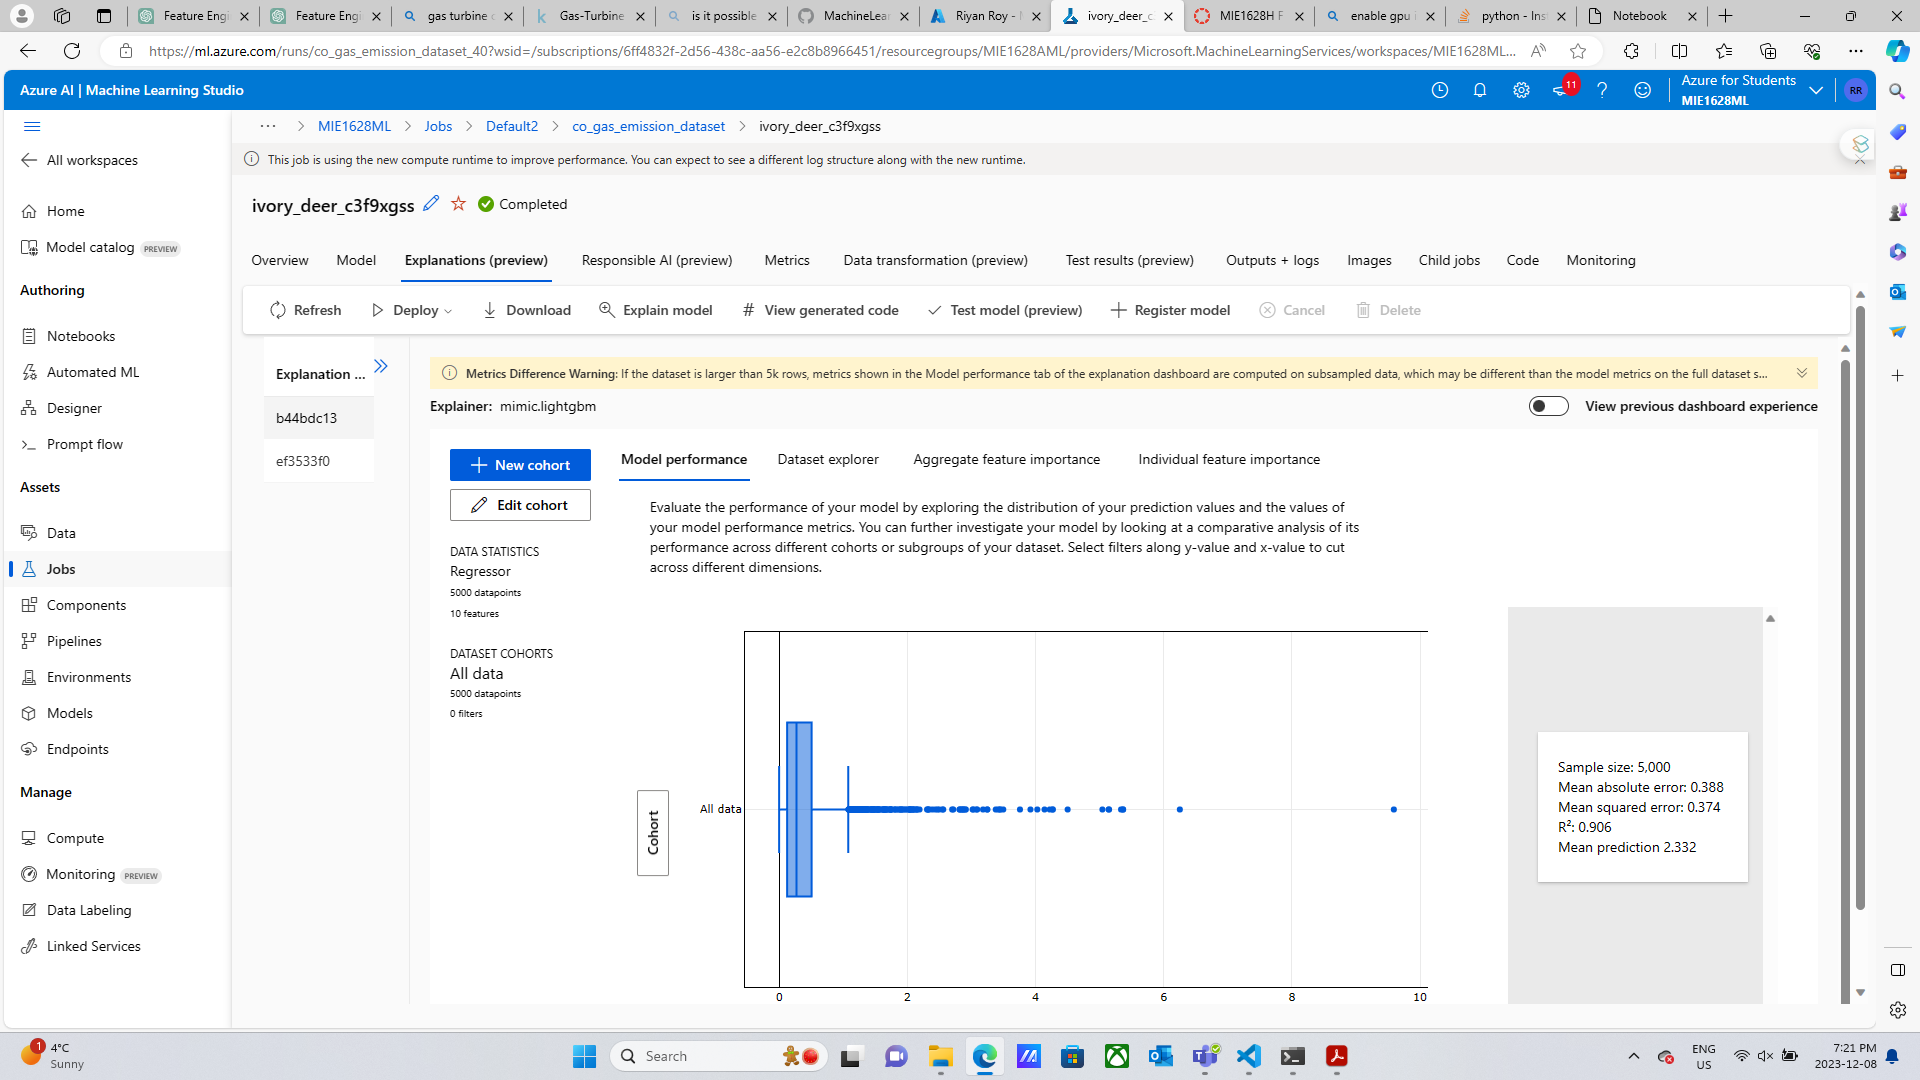 Feature Engi
Feature Engi
gas turbine c
Gas-Turbine
is it possible
MachineLear
Riyan Roy - M
ivory_deer_c
MIE1628H F
enable gpu i
python - Inst
Notebook
https://ml.azure.com/runs/co_gas_emission_dataset_40?wsid=/subscriptions/6ff4832f-2d56-438c-aa56-e2c8b8966451/resourcegroups/MIE1628AML/providers/Microsoft.MachineLearningServices/workspaces/MIE1628ML...
Azure AI | Machine Learning Studio
11
Azure for Students
MIE1628ML
RR
All workspaces
Home
Model catalog PREVIEW
Authoring
Notebooks
Automated ML
Designer
Prompt flow
Assets
Data
Jobs
Components
Pipelines
Environments
Models
Endpoints
Manage
Compute
Monitoring PREVIEW
Data Labeling
Linked Services
... > MIE1628ML > Jobs > Default2 > co_gas_emission_dataset > ivory_deer_c3f9xgss
This job is using the new compute runtime to improve performance. You can expect to see a different log structure along with the new runtime.
ivory_deer_c3f9xgss Completed
Overview Model Explanations (preview) Responsible AI (preview) Metrics Data transformation (preview) Test results (preview) Outputs + logs Images Child jobs Code Monitoring
Refresh Deploy Download Explain model View generated code Test model (preview) Register model Cancel Delete
Explanation ...
b44bdc13
ef3533f0
Metrics Difference Warning: If the dataset is larger than 5k rows, metrics shown in the Model performance tab of the explanation dashboard are computed on subsampled data, which may be different than the model metrics on the full dataset s...
Explainer: mimic.lightgbm
View previous dashboard experience
New cohort
Edit cohort
DATA STATISTICS
Regressor
5000 datapoints
10 features
DATASET COHORTS
All data
5000 datapoints
0 filters
Model performance Dataset explorer Aggregate feature importance Individual feature importance
Evaluate the performance of your model by exploring the distribution of your prediction values and the values of
your model performance metrics. You can further investigate your model by looking at a comparative analysis of its
performance across different cohorts or subgroups of your dataset. Select filters along y-value and x-value to cut
across different dimensions.
Cohort
All data
0 2 4 6 8 10
Sample size: 5,000
Mean absolute error: 0.388
Mean squared error: 0.374
R²: 0.906
Mean prediction 2.332
1
4°C
Sunny
Search
ENG
US
7:21 PM
2023-12-08